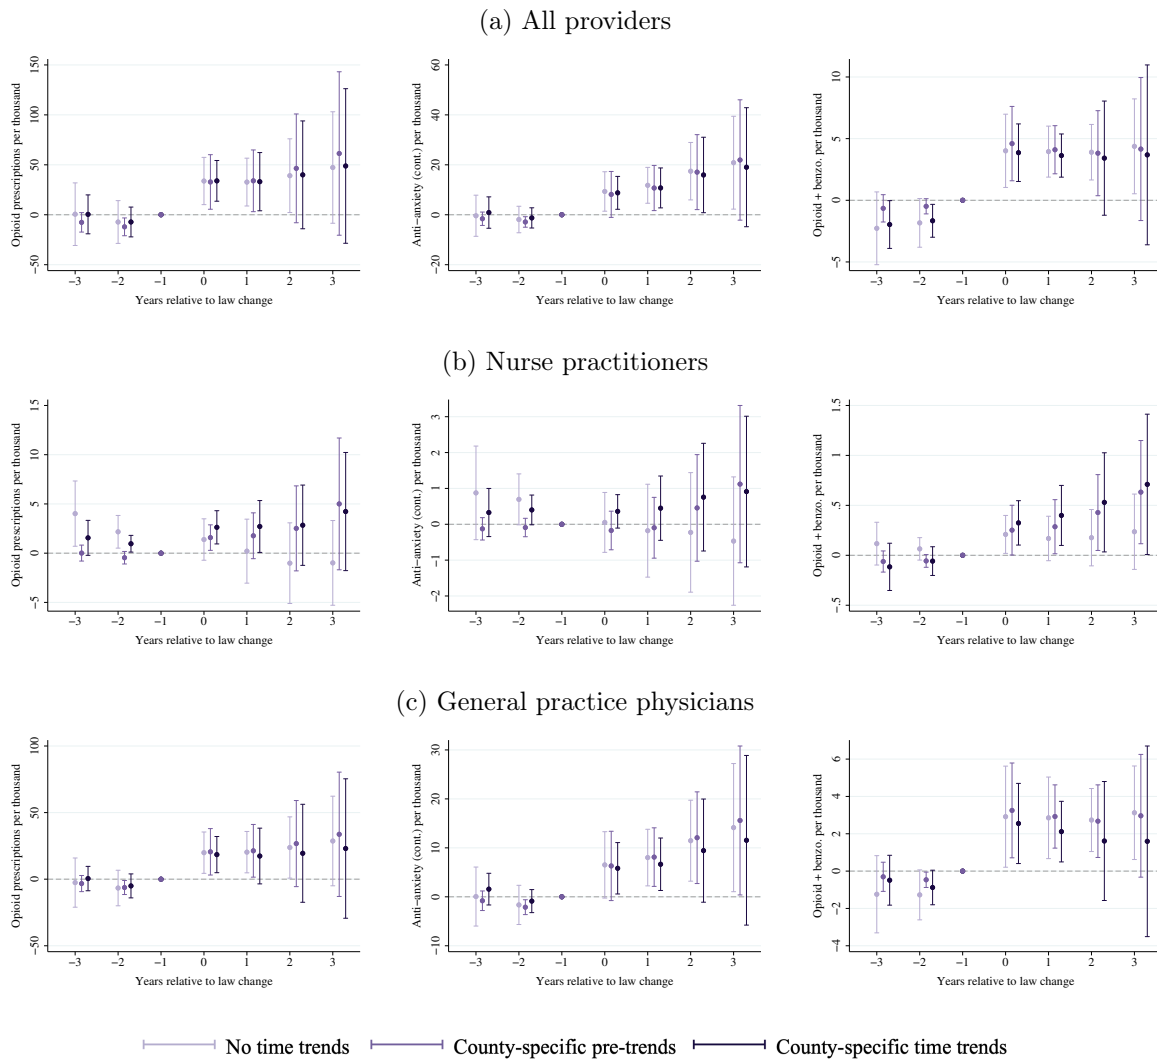 (a) All providers
Opioid prescriptions per thousand
150
100
50
0
−50
−3 −2 −1 0 1 2 3
Years relative to law change
Anti−anxiety (cont.) per thousand
60
40
20
0
−20
−3 −2 −1 0 1 2 3
Years relative to law change
Opioid + benzo. per thousand
10
5
0
−5
−3 −2 −1 0 1 2 3
Years relative to law change
(b) Nurse practitioners
Opioid prescriptions per thousand
15
10
5
0
−5
−3 −2 −1 0 1 2 3
Years relative to law change
Anti−anxiety (cont.) per thousand
3
2
1
0
−1
−2
−3 −2 −1 0 1 2 3
Years relative to law change
Opioid + benzo. per thousand
1.5
1
.5
0
−.5
−3 −2 −1 0 1 2 3
Years relative to law change
(c) General practice physicians
Opioid prescriptions per thousand
100
50
0
−50
−3 −2 −1 0 1 2 3
Years relative to law change
Anti−anxiety (cont.) per thousand
30
20
10
0
−10
−3 −2 −1 0 1 2 3
Years relative to law change
Opioid + benzo. per thousand
6
4
2
0
−2
−4
−3 −2 −1 0 1 2 3
Years relative to law change
No time trends County-specific pre-trends County-specific time trends